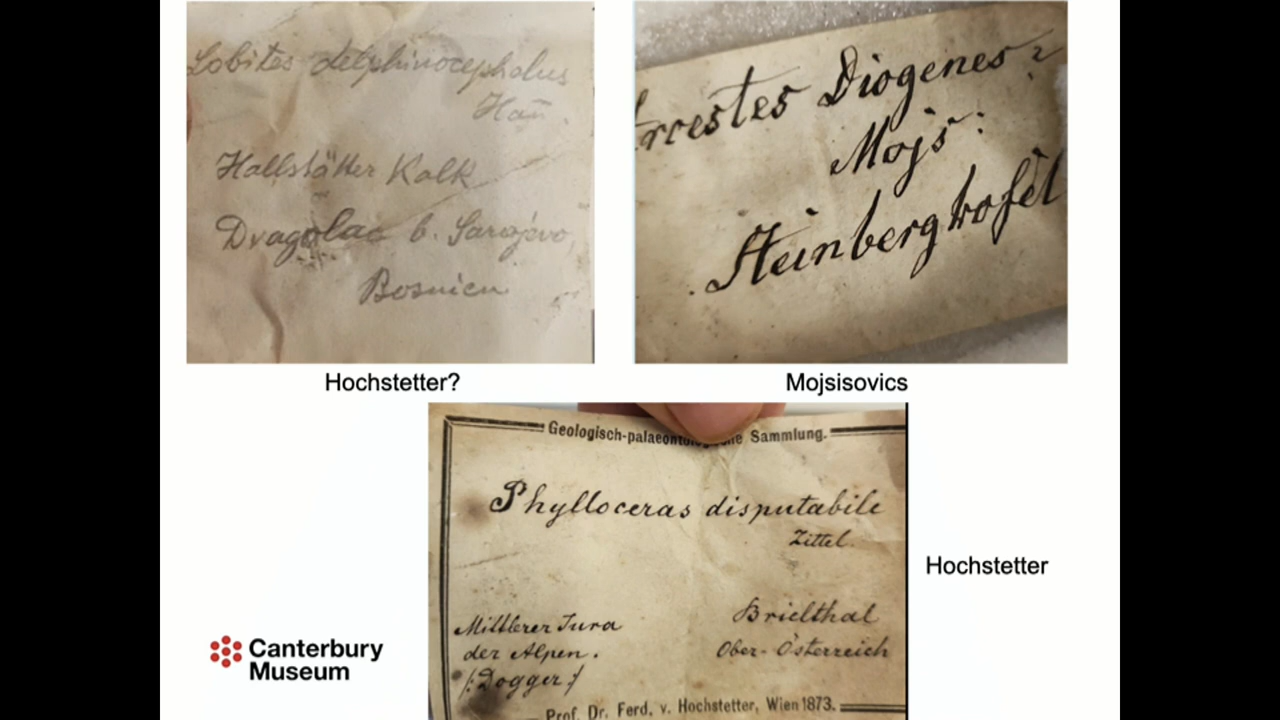 Lobites delphinocephalus
Hau.
Hallstätter Kalk
Dragolac b. Sarajevo,
Bosnien
Arcestes Diogenes?
Mojs:
Steinbergkofel
Hochstetter?
Mojsisovics
Geologisch-palaeontologische Sammlung.
Phylloceras disputabile
Zittel.
Mittlerer Jura
der Alpen.
/:Dogger:/
Brielthal
Ober-Österreich
Prof. Dr. Ferd. v. Hochstetter, Wien 1873.
Hochstetter
Canterbury
Museum